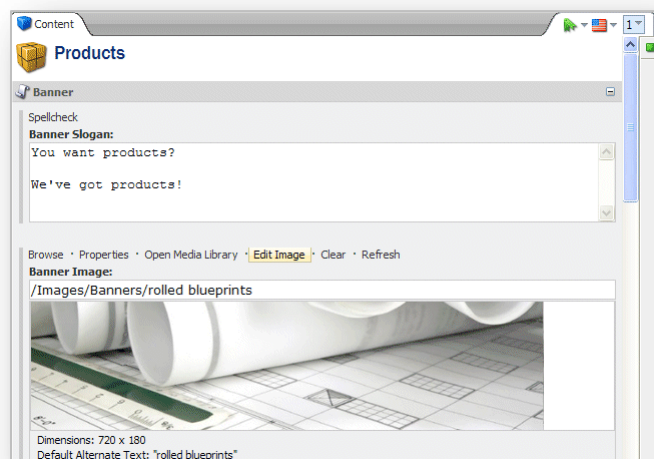 Content
1
Products
Banner
Spellcheck
Banner Slogan:
You want products?
We've got products!
Browse · Properties · Open Media Library · Edit Image · Clear · Refresh
Banner Image:
/Images/Banners/rolled blueprints
Dimensions: 720 x 180
Default Alternate Text: "rolled blueprints"